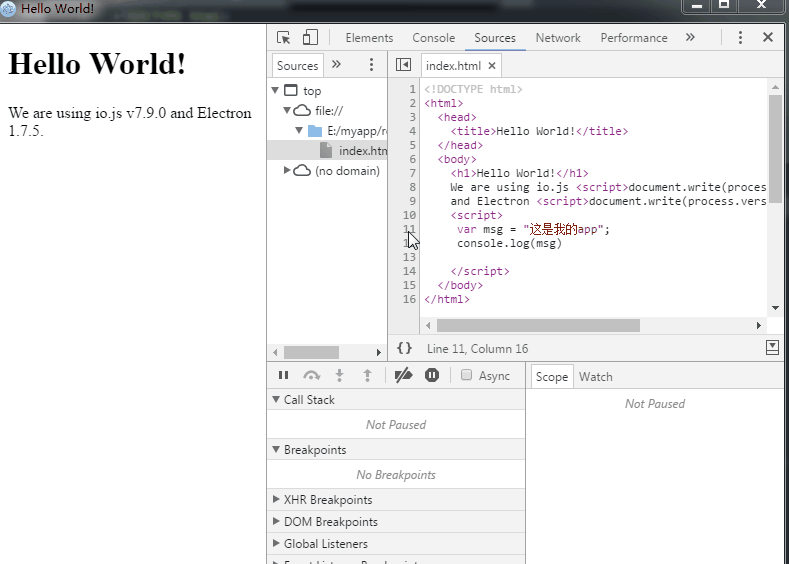 Hello World!
Hello World!
We are using io.js v7.9.0 and Electron
1.7.5.
Elements Console Sources Network Performance »
Sources » index.html ×
top
file://
E:/myapp/r
index.htm
(no domain)
1 <!DOCTYPE html>
2 <html>
3 <head>
4 <title>Hello World!</title>
5 </head>
6 <body>
7 <h1>Hello World!</h1>
8 We are using io.js <script>document.write(process
9 and Electron <script>document.write(process.vers
10 <script>
11 var msg = "这是我的app";
console.log(msg)
13
14 </script>
15 </body>
16 </html>
{} Line 11, Column 16
Async
Scope Watch
Call Stack
Not Paused
Not Paused
Breakpoints
No Breakpoints
XHR Breakpoints
DOM Breakpoints
Global Listeners